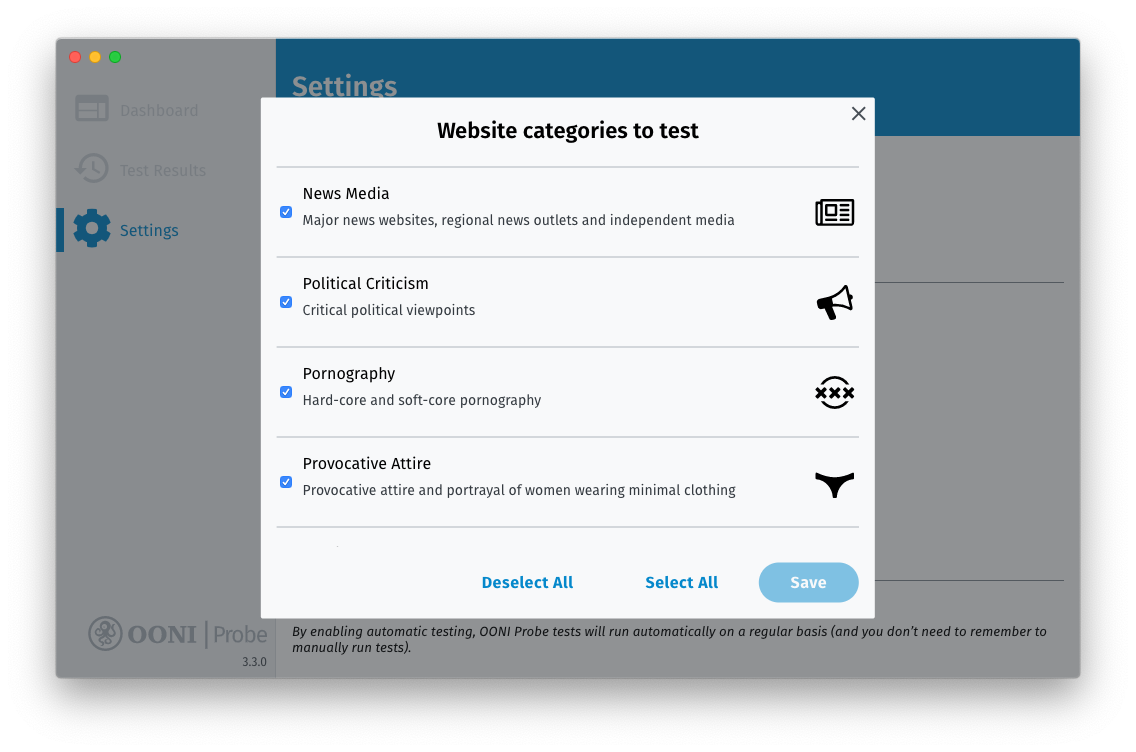 Settings
Dashboard
Test Results
Settings
Website categories to test
News Media
Major news websites, regional news outlets and independent media
Political Criticism
Critical political viewpoints
Pornography
Hard-core and soft-core pornography
XXX
Provocative Attire
Provocative attire and portrayal of women wearing minimal clothing
Deselect All
Select All
Save
OONI Probe
3.3.0
By enabling automatic testing, OONI Probe tests will run automatically on a regular basis (and you don’t need to remember to
manually run tests).